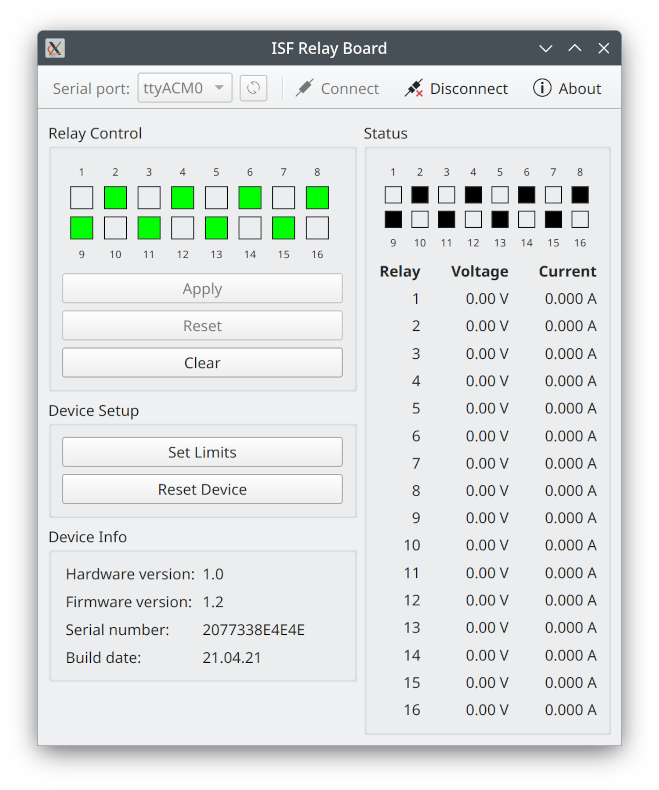 ISF Relay Board
Serial port: ttyACM0 Connect Disconnect About
Relay Control
1 2 3 4 5 6 7 8
9 10 11 12 13 14 15 16
Apply
Reset
Clear
Device Setup
Set Limits
Reset Device
Device Info
Hardware version: 1.0
Firmware version: 1.2
Serial number: 2077338E4E4E
Build date: 21.04.21
Status
1 2 3 4 5 6 7 8
9 10 11 12 13 14 15 16
Relay Voltage Current
1 0.00 V 0.000 A
2 0.00 V 0.000 A
3 0.00 V 0.000 A
4 0.00 V 0.000 A
5 0.00 V 0.000 A
6 0.00 V 0.000 A
7 0.00 V 0.000 A
8 0.00 V 0.000 A
9 0.00 V 0.000 A
10 0.00 V 0.000 A
11 0.00 V 0.000 A
12 0.00 V 0.000 A
13 0.00 V 0.000 A
14 0.00 V 0.000 A
15 0.00 V 0.000 A
16 0.00 V 0.000 A